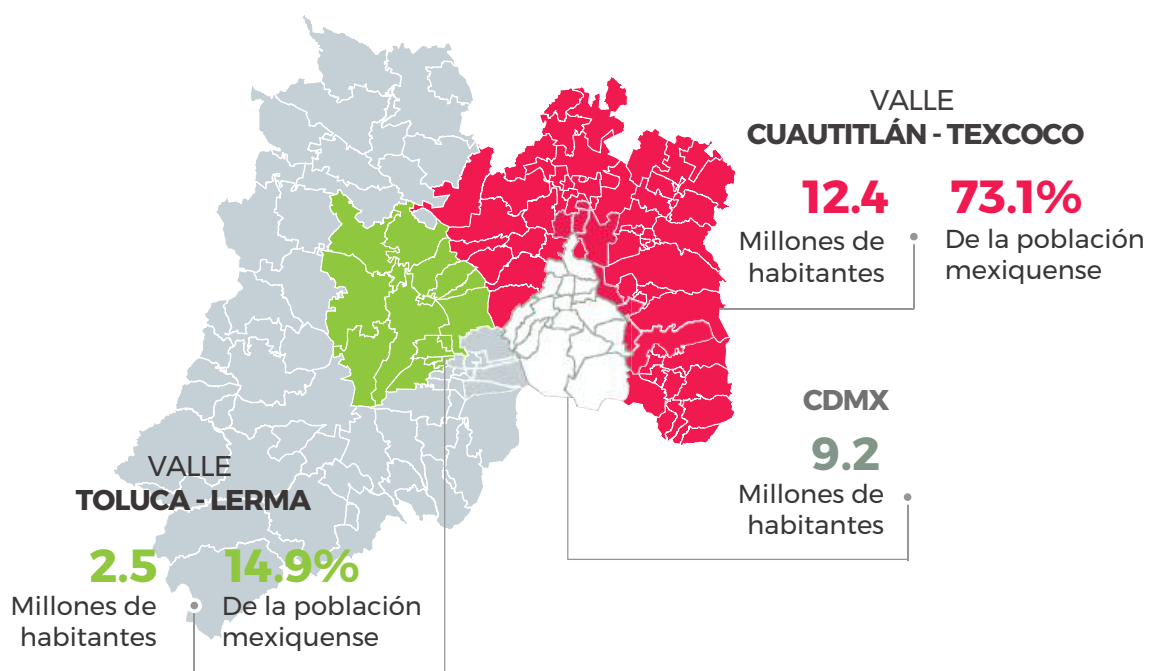 VALLE
CUAUTITLÁN - TEXCOCO
12.4
Millones de
habitantes
73.1%
De la población
mexiquense
CDMX
9.2
Millones de
habitantes
VALLE
TOLUCA - LERMA
2.5
Millones de
habitantes
14.9%
De la población
mexiquense